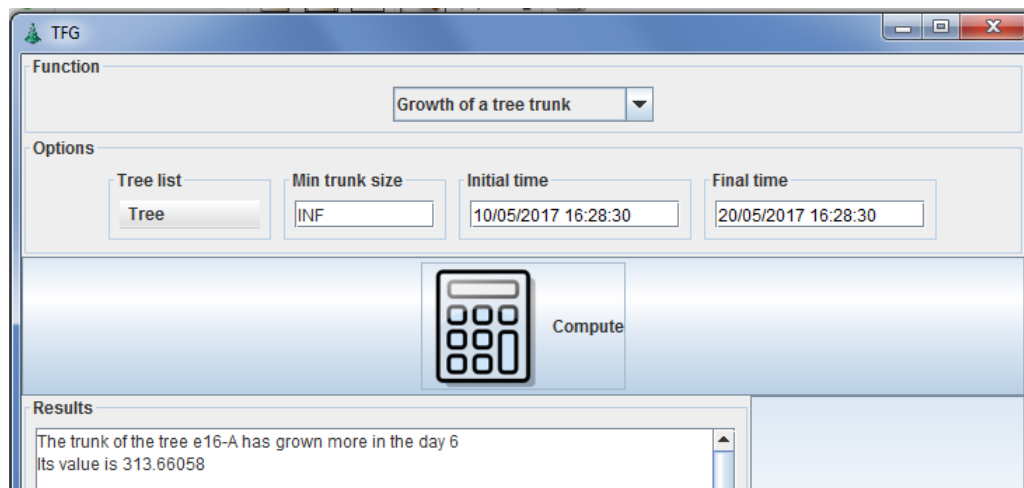 TFG
Function
Growth of a tree trunk
Options
Tree list
Min trunk size
Initial time
Final time
Tree
INF
10/05/2017 16:28:30
20/05/2017 16:28:30
Compute
Results
The trunk of the tree e16-A has grown more in the day 6
Its value is 313.66058